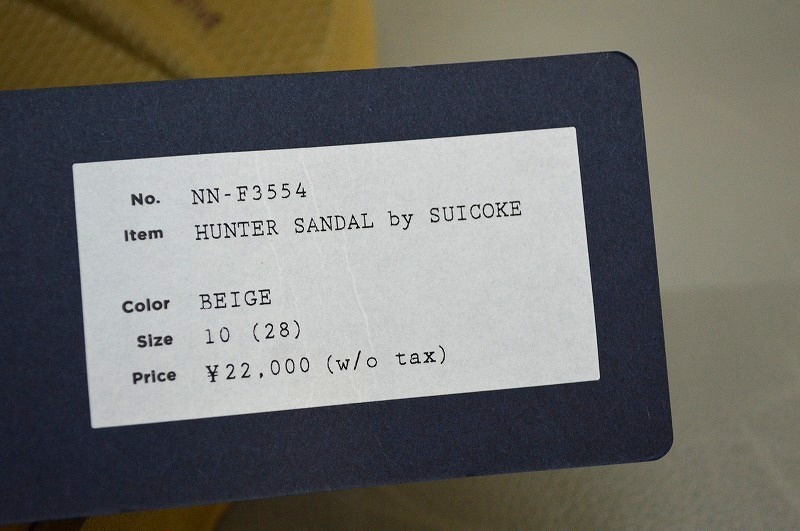 No. NN-F3554
Item HUNTER SANDAL by SUICOKE
Color BEIGE
Size 10 (28)
Price ¥22,000 (w/o tax)